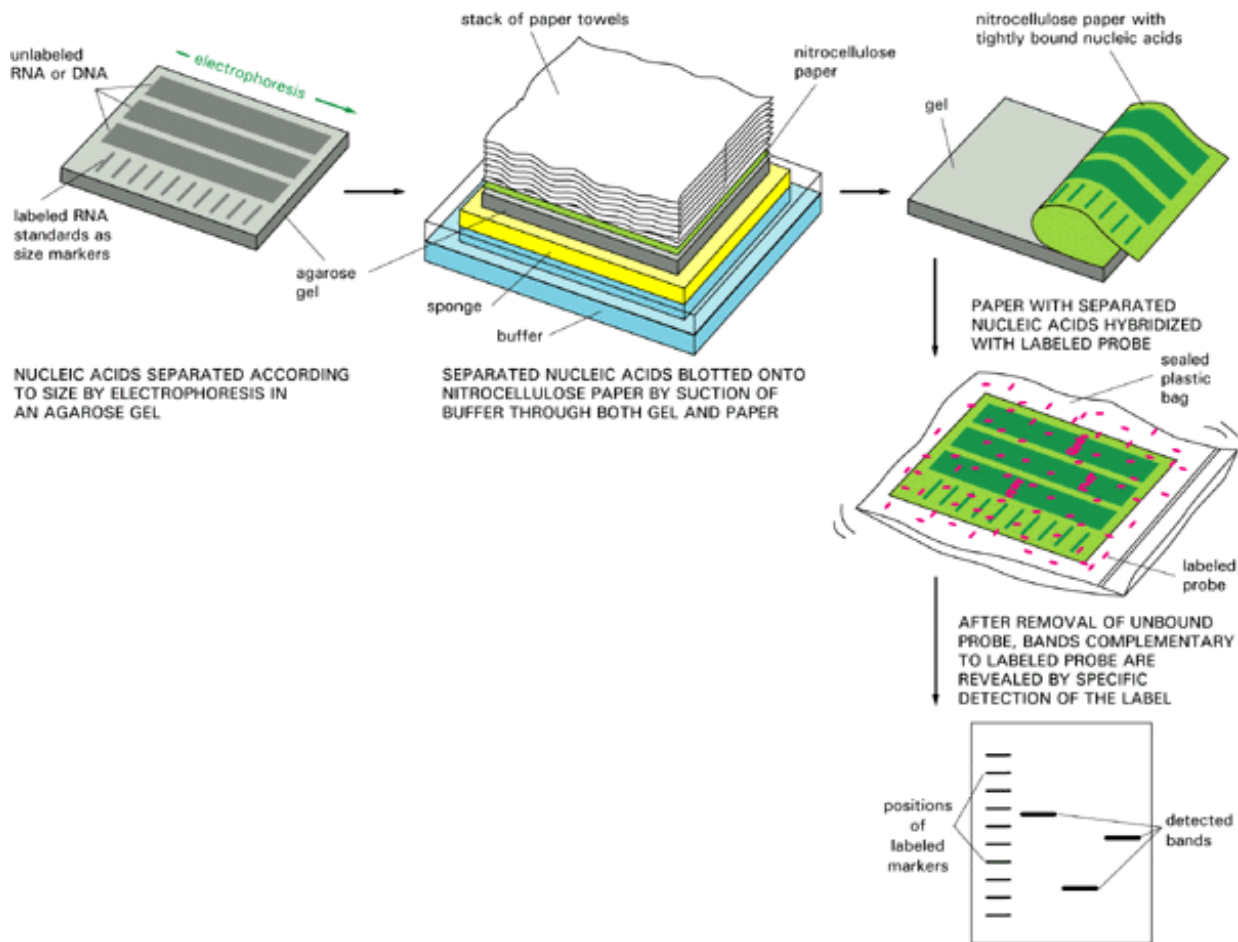 unlabeled
RNA or DNA
electrophoresis
labeled RNA
standards as
size markers
agarose
gel
NUCLEIC ACIDS SEPARATED ACCORDING
TO SIZE BY ELECTROPHORESIS IN
AN AGAROSE GEL
stack of paper towels
nitrocellulose
paper
sponge
buffer
SEPARATED NUCLEIC ACIDS BLOTTED ONTO
NITROCELLULOSE PAPER BY SUCTION OF
BUFFER THROUGH BOTH GEL AND PAPER
nitrocellulose paper with
tightly bound nucleic acids
gel
PAPER WITH SEPARATED
NUCLEIC ACIDS HYBRIDIZED
WITH LABELED PROBE
sealed
plastic
bag
labeled
probe
AFTER REMOVAL OF UNBOUND
PROBE, BANDS COMPLEMENTARY
TO LABELED PROBE ARE
REVEALED BY SPECIFIC
DETECTION OF THE LABEL
positions
of
labeled
markers
detected
bands